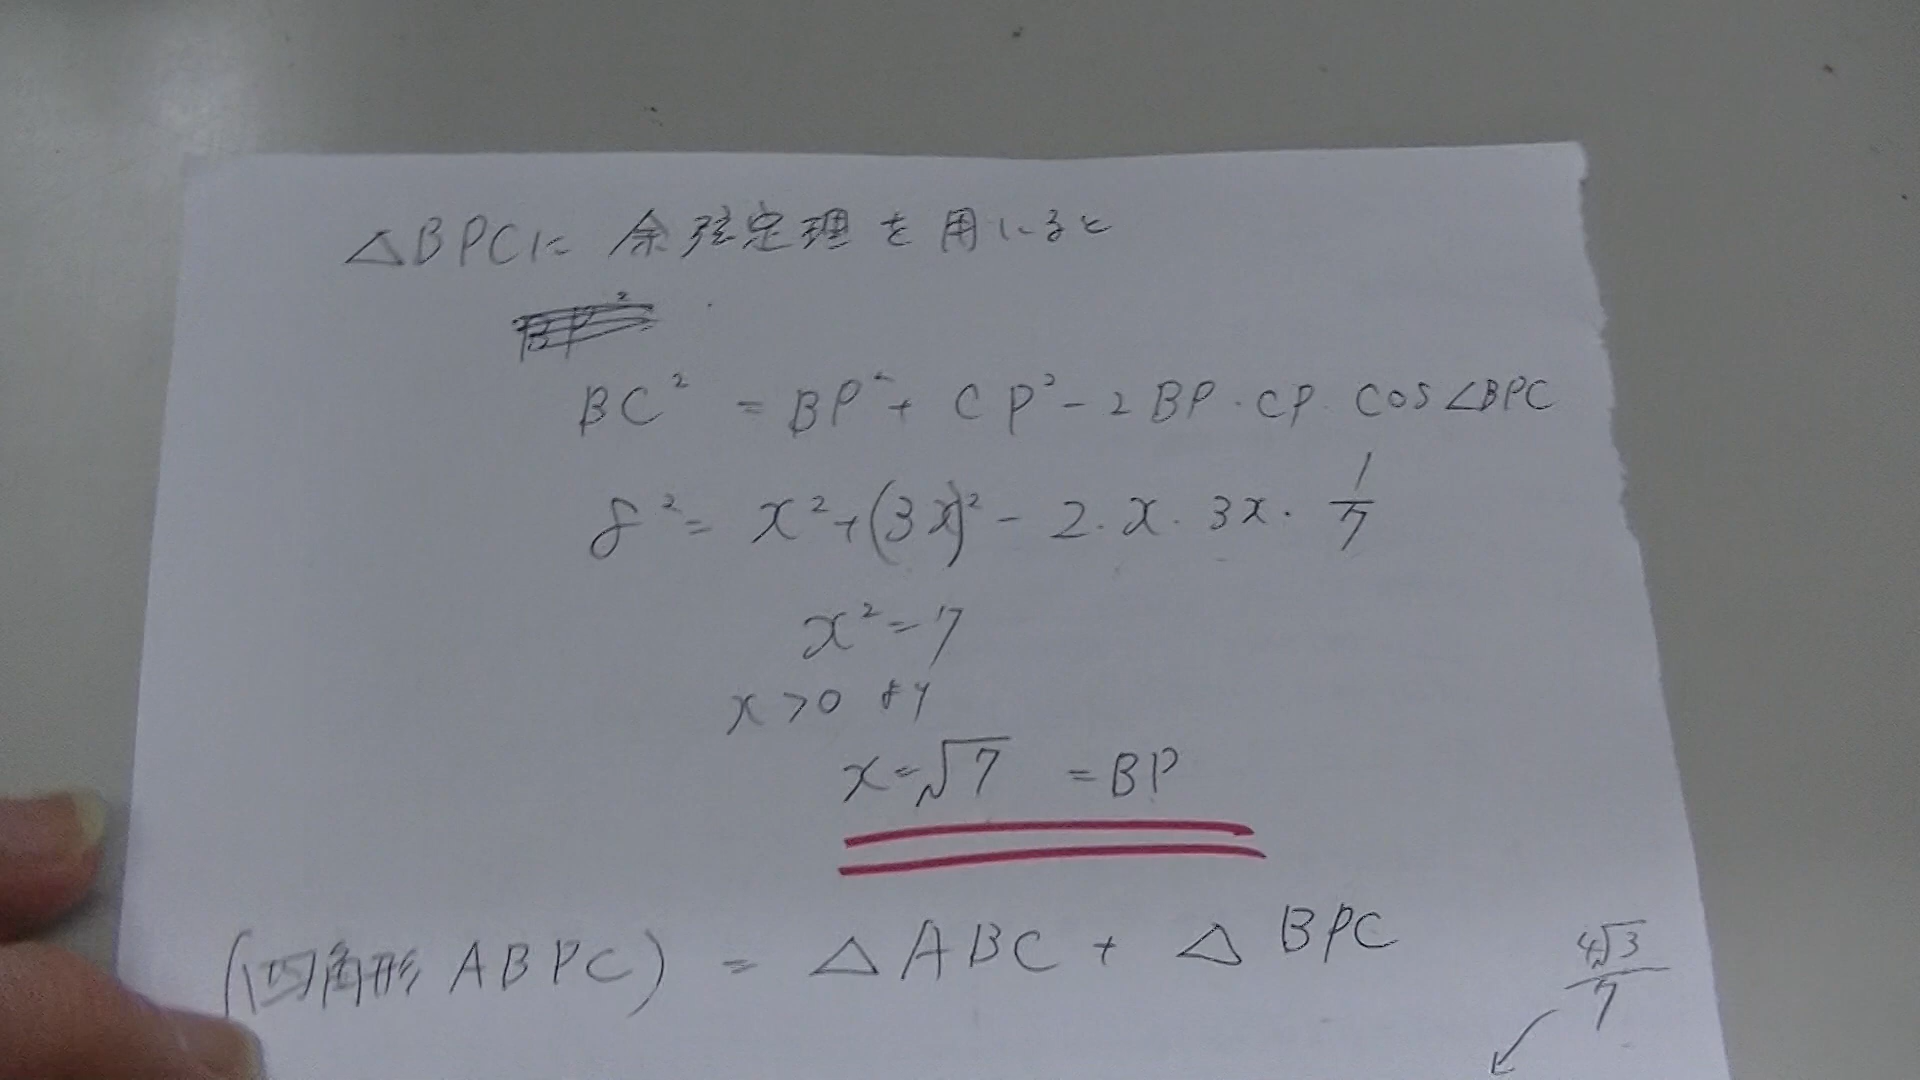 △BPCに 余弦定理を用いると
BC² = BP² + CP² - 2BP・CP cos∠BPC
8² = x² + (3x)² - 2・x・3x・1/7
x² = 7
x > 0 より
x = √7 = BP
(四角形 ABPC) = △ABC + △BPC
4√3/7